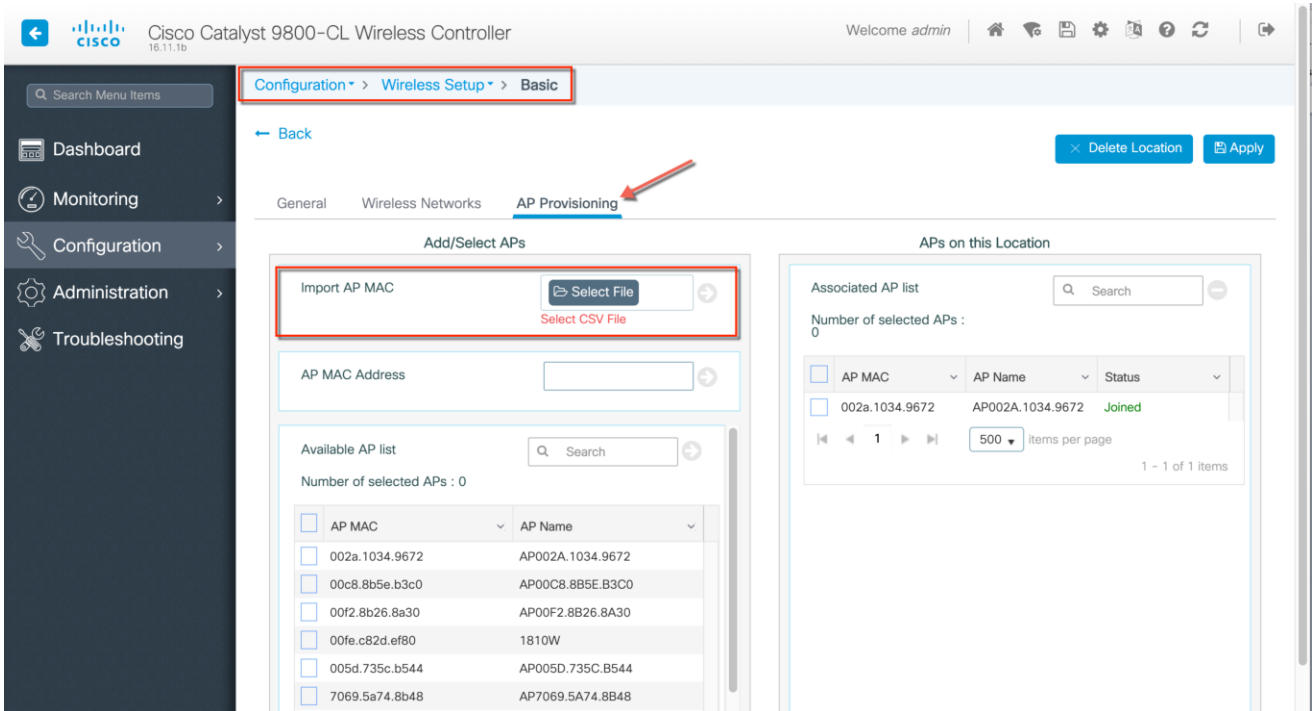 CISCO
Cisco Catalyst 9800-CL Wireless Controller
16.11.1b
Welcome admin
Search Menu Items
Dashboard
Monitoring
Configuration
Administration
Troubleshooting
Configuration > Wireless Setup > Basic
← Back
× Delete Location
Apply
General Wireless Networks AP Provisioning
Add/Select APs
Import AP MAC
Select File
Select CSV File
AP MAC Address
Available AP list
Search
Number of selected APs : 0
AP MAC AP Name
002a.1034.9672 AP002A.1034.9672
00c8.8b5e.b3c0 AP00C8.8B5E.B3C0
00f2.8b26.8a30 AP00F2.8B26.8A30
00fe.c82d.ef80 1810W
005d.735c.b544 AP005D.735C.B544
7069.5a74.8b48 AP7069.5A74.8B48
APs on this Location
Associated AP list
Search
Number of selected APs :
0
AP MAC AP Name Status
002a.1034.9672 AP002A.1034.9672 Joined
1 500 items per page
1 - 1 of 1 items